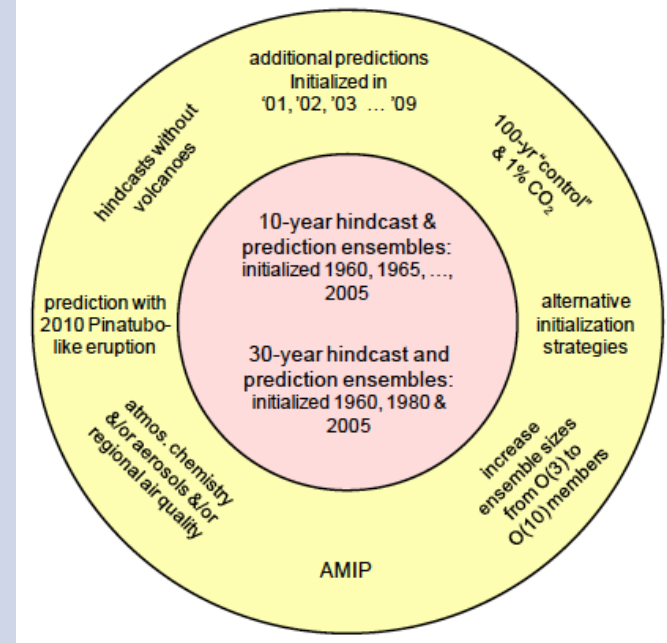 additional predictions
Initialized in
'01, '02, '03 ... '09
hindcasts without
volcanoes
100-yr "control"
& 1% CO₂
10-year hindcast &
prediction ensembles:
initialized 1960, 1965, ...,
2005
prediction with
2010 Pinatubo-
like eruption
alternative
initialization
strategies
30-year hindcast and
prediction ensembles:
initialized 1960, 1980 &
2005
atmos. chemistry
&/or aerosols &/or
regional air quality
increase
ensemble sizes
from O(3) to
O(10) members
AMIP